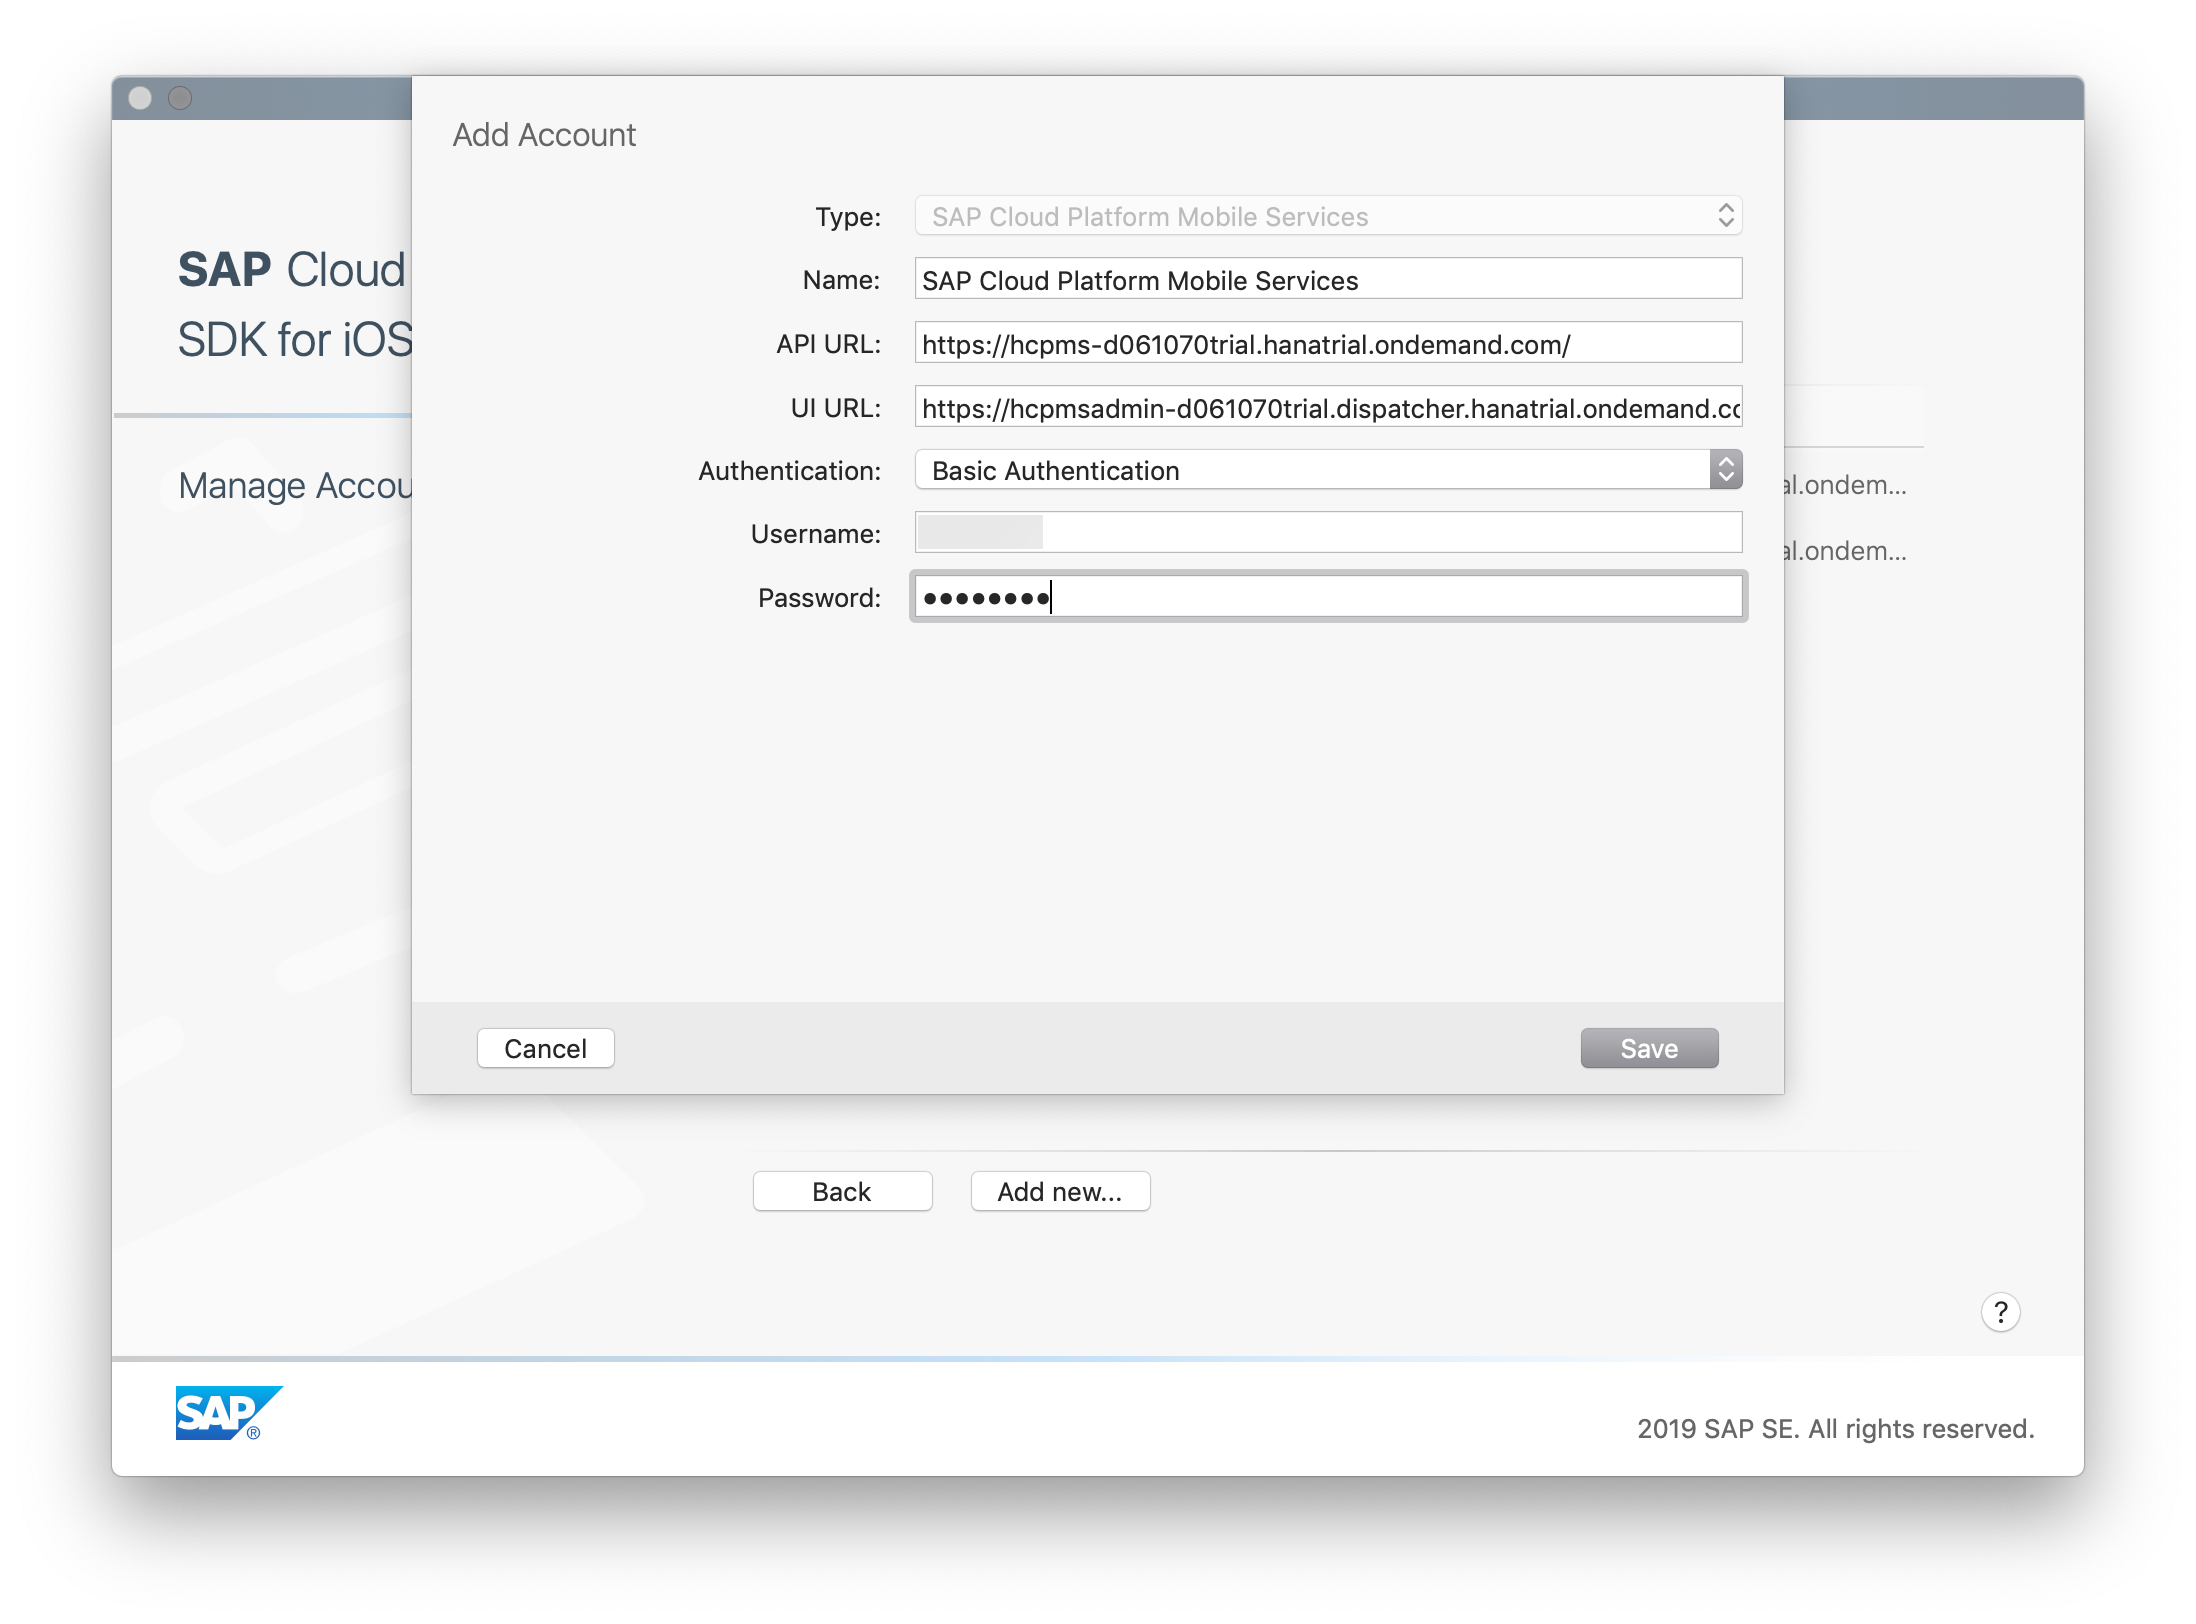 Add Account
Type: SAP Cloud Platform Mobile Services
Name: SAP Cloud Platform Mobile Services
API URL: https://hcpms-d061070trial.hanatrial.ondemand.com/
UI URL: https://hcpmsadmin-d061070trial.dispatcher.hanatrial.ondemand.cc
Authentication: Basic Authentication
Username:
Password: ●●●●●●●●
Cancel
Save
SAP Cloud
SDK for iOS
Manage Accou
al.ondem...
al.ondem...
Back
Add new...
?
SAP®
2019 SAP SE. All rights reserved.